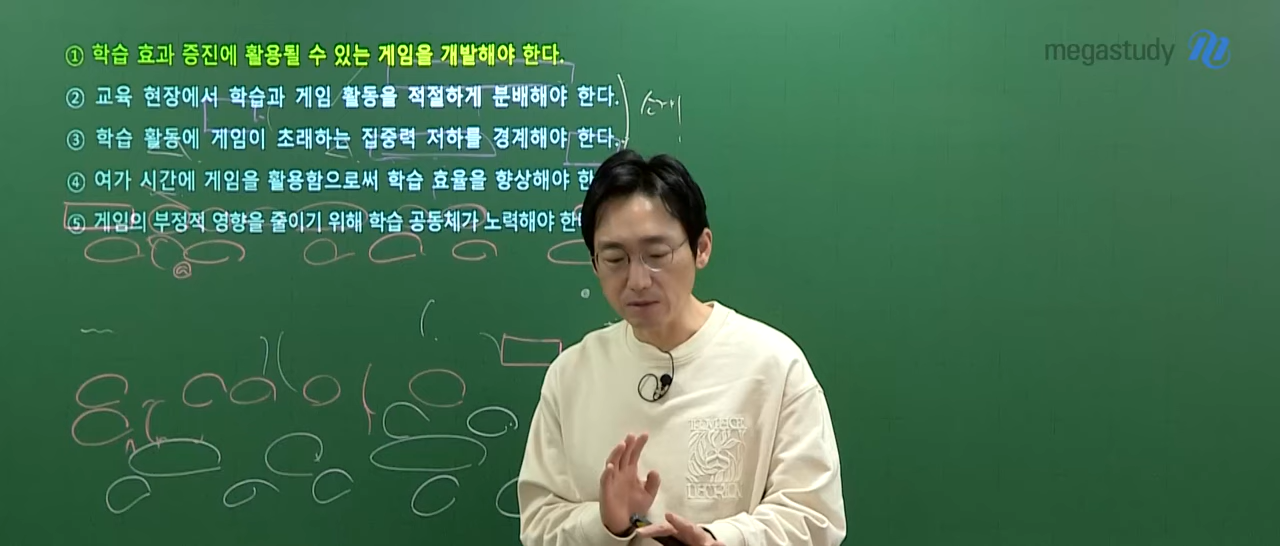 ① 학습 효과 증진에 활용될 수 있는 게임을 개발해야 한다.
megastudy
② 교육 현장에서 학습과 게임 활동을 적절하게 분배해야 한다.
③ 학습 활동에 게임이 초래하는 집중력 저하를 경계해야 한다.
④ 여가 시간에 게임을 활용함으로써 학습 효율을 향상해야 한
⑤ 게임의 부정적 영향을 줄이기 위해 학습 공동체가 노력해야 한